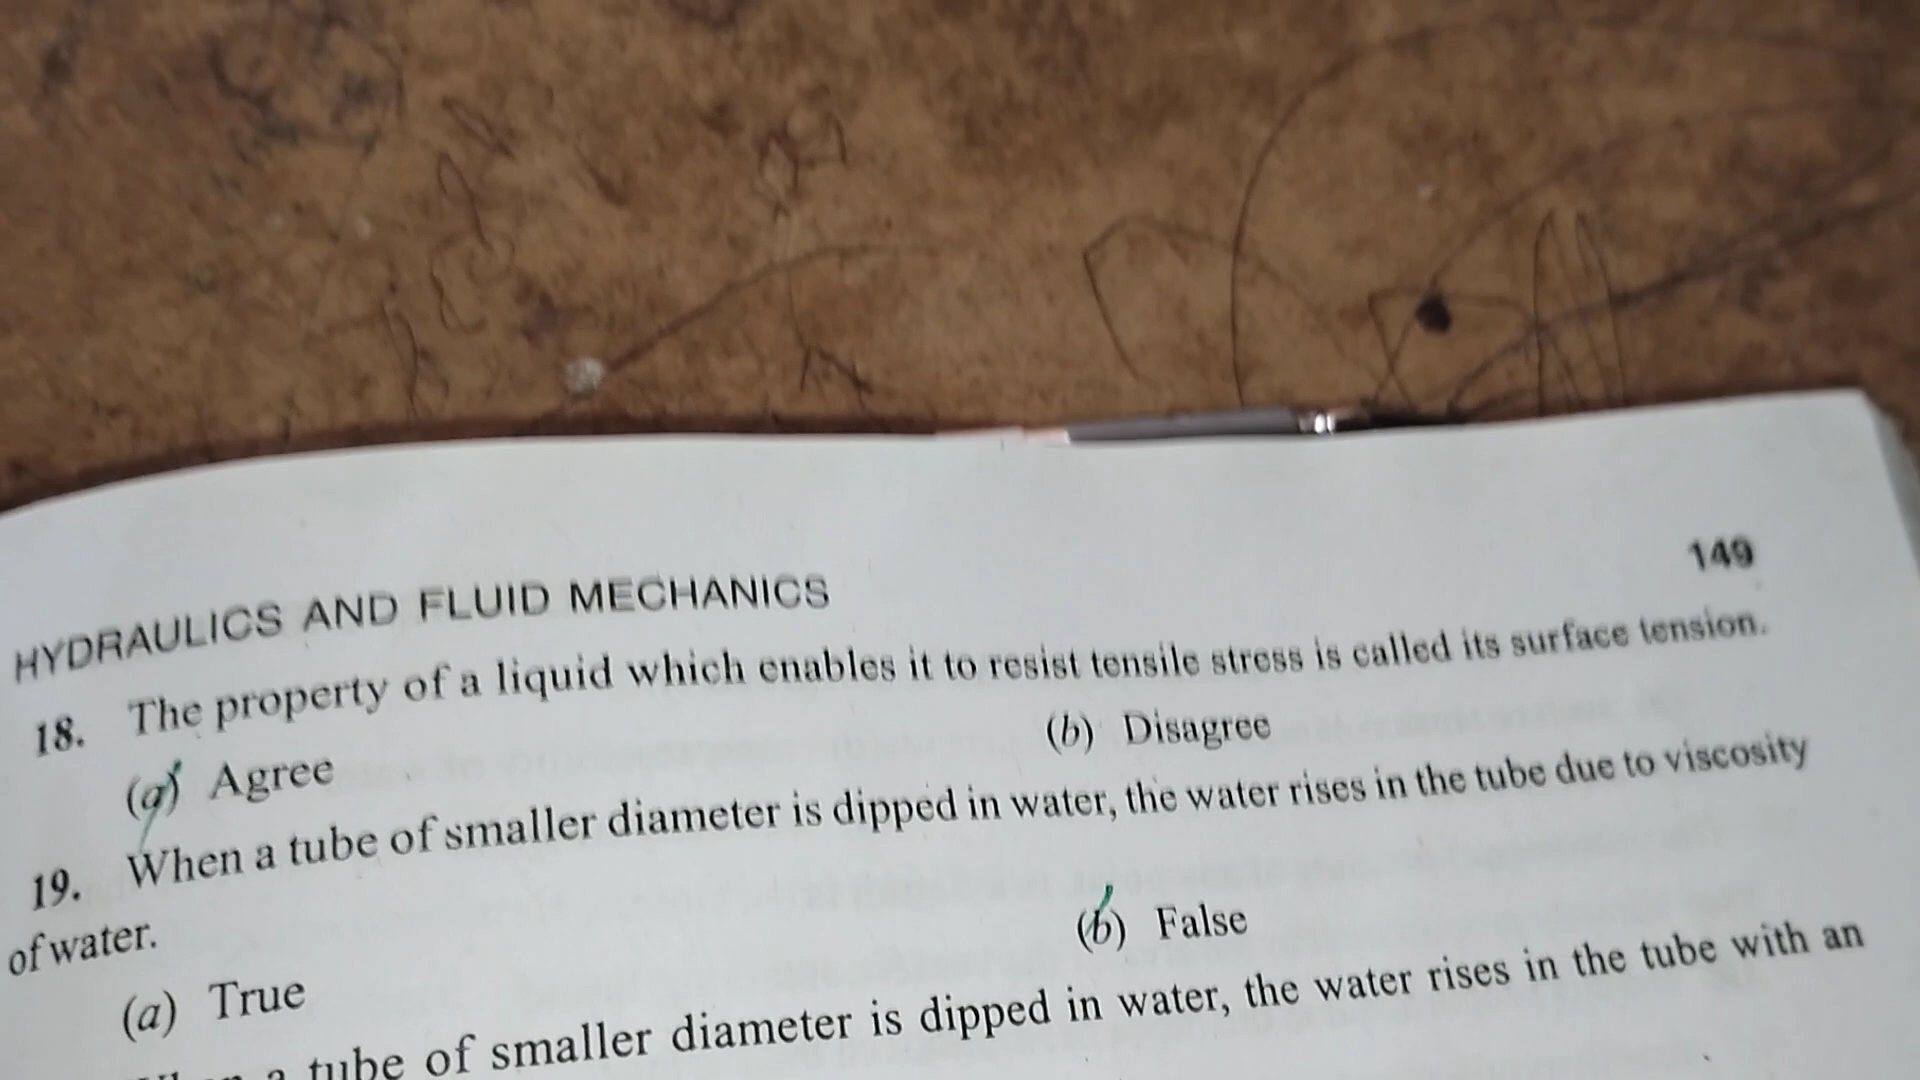 149
HYDRAULICS AND FLUID MECHANICS
18. The property of a liquid which enables it to resist tensile stress is called its surface tension.
(a) Agree (b) Disagree
19. When a tube of smaller diameter is dipped in water, the water rises in the tube due to viscosity
of water.
(a) True (b) False
a tube of smaller diameter is dipped in water, the water rises in the tube with an